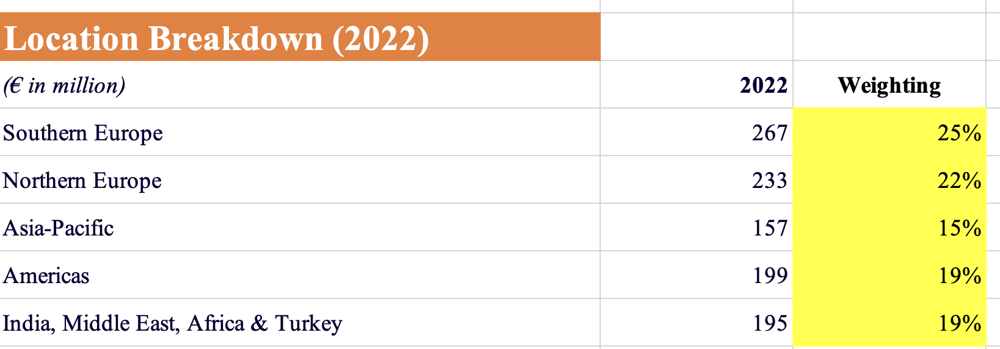 Location Breakdown (2022)
(€ in million) 2022 Weighting
Southern Europe 267 25%
Northern Europe 233 22%
Asia-Pacific 157 15%
Americas 199 19%
India, Middle East, Africa & Turkey 195 19%